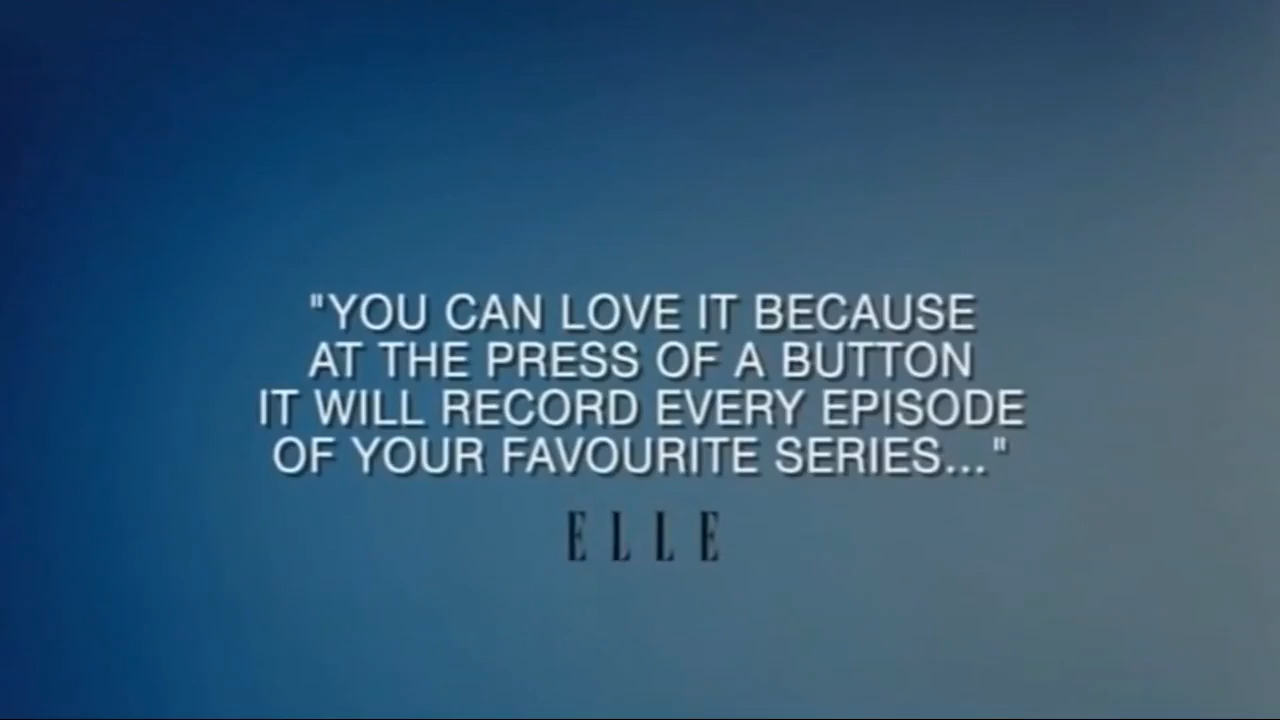 "YOU CAN LOVE IT BECAUSE
AT THE PRESS OF A BUTTON
IT WILL RECORD EVERY EPISODE
OF YOUR FAVOURITE SERIES..."
ELLE